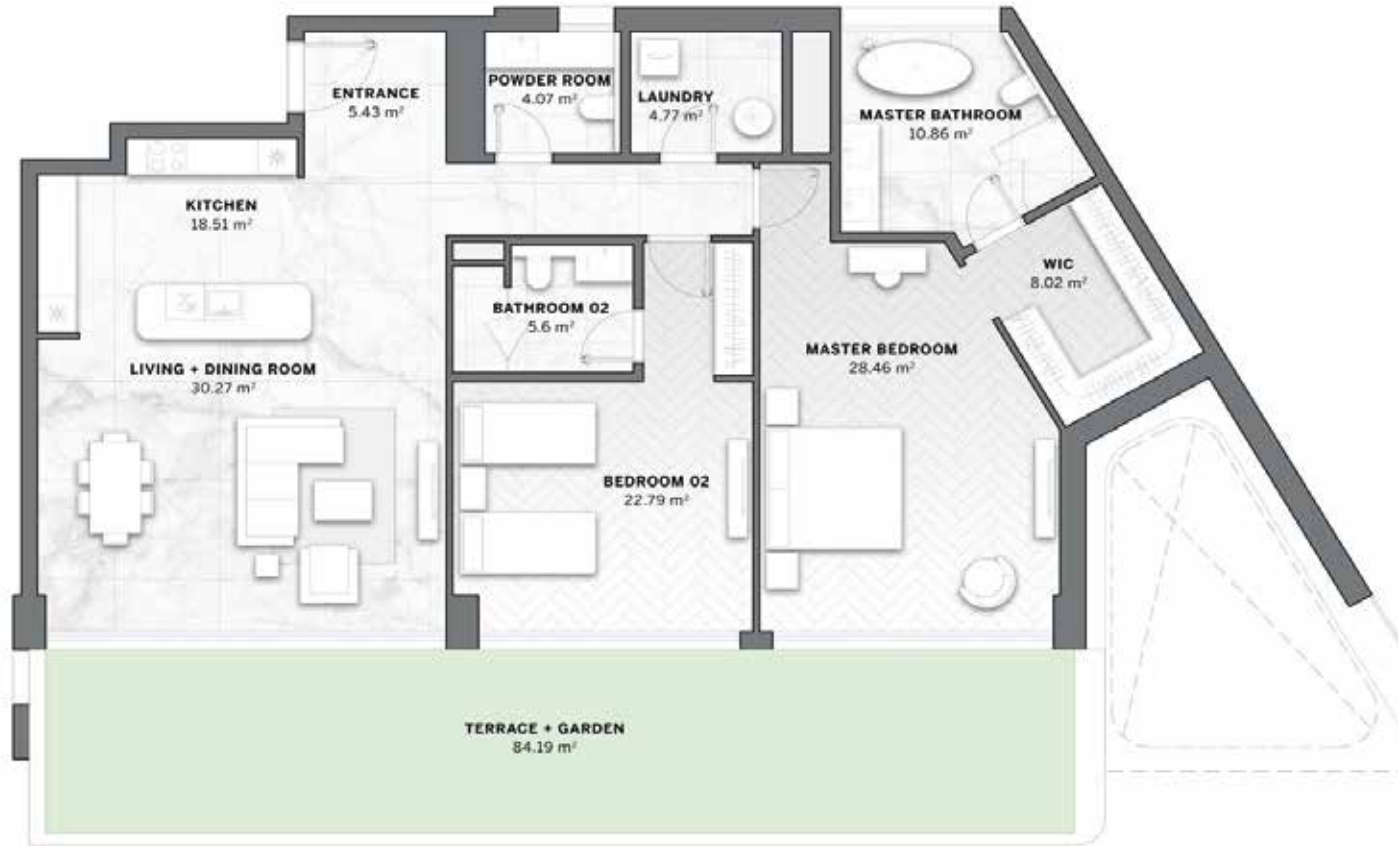 ENTRANCE
5.43 m²
POWDER ROOM
4.07 m²
LAUNDRY
4.77 m²
MASTER BATHROOM
10.86 m²
KITCHEN
18.51 m²
WIC
8.02 m²
BATHROOM 02
5.6 m²
MASTER BEDROOM
28.46 m²
LIVING + DINING ROOM
30.27 m²
BEDROOM 02
22.79 m²
TERRACE + GARDEN
84.19 m²